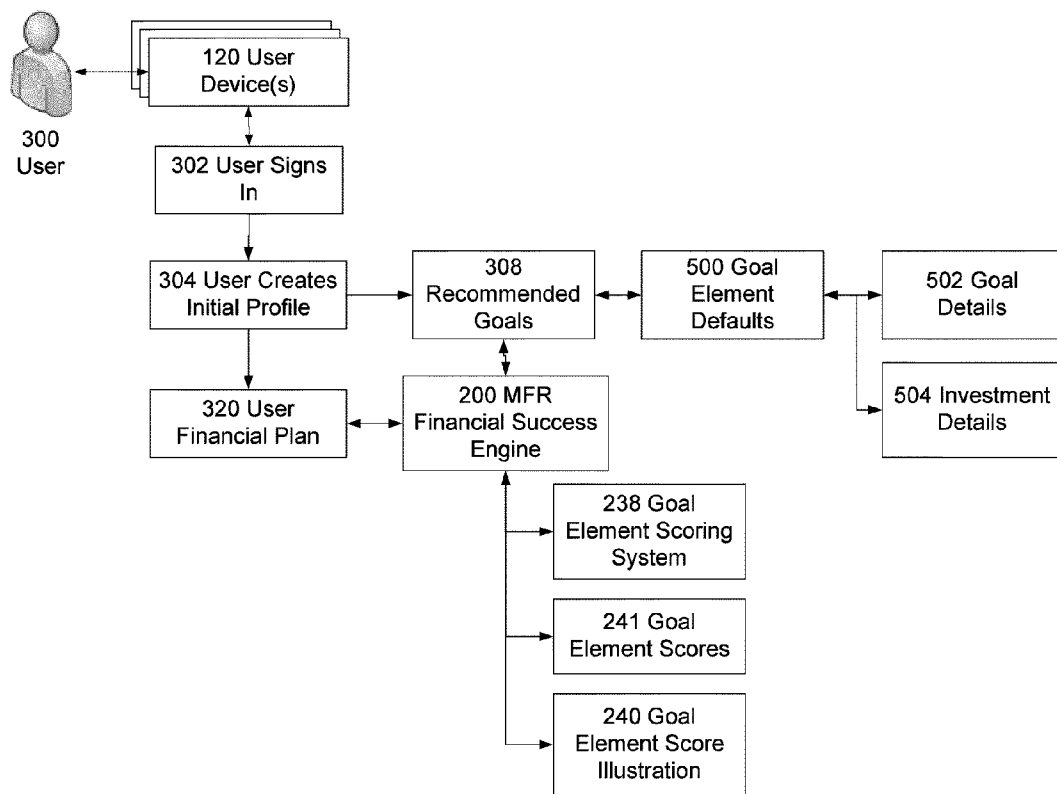 120 User
Device(s)
300
User
302 User Signs
In
304 User Creates
Initial Profile
308
Recommended
Goals
500 Goal
Element
Defaults
502 Goal
Details
504 Investment
Details
320 User
Financial Plan
200 MFR
Financial Success
Engine
238 Goal
Element Scoring
System
241 Goal
Element Scores
240 Goal
Element Score
Illustration